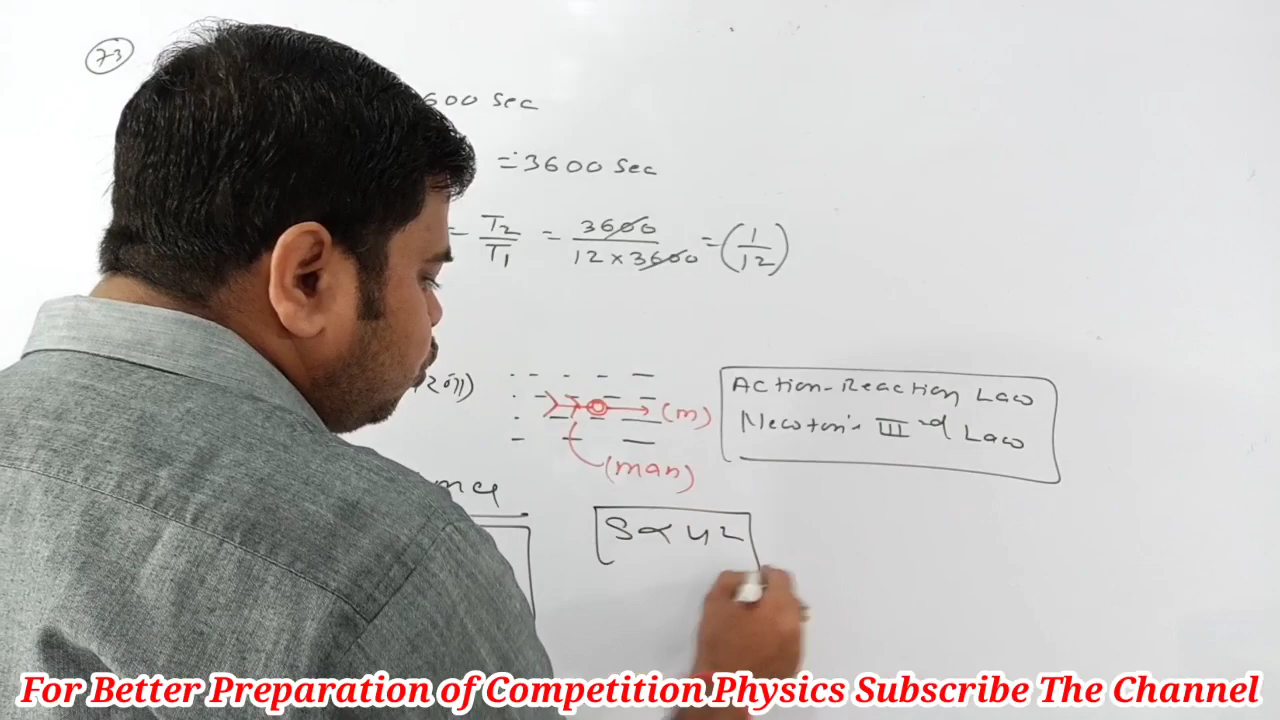 73
600 Sec
= 3600 Sec
= T2/T1 = 3600/12 x 3600 = (1/12)
Action-Reaction Law
Newton's III rd Law
(m)
(man)
S ∝ u2
For Better Preparation of Competition Physics Subscribe The Channel